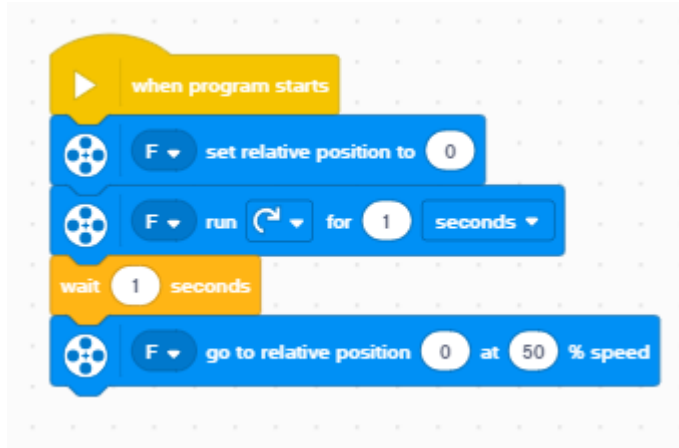 when program starts
F set relative position to 0
F run for 1 seconds
wait 1 seconds
F go to relative position 0 at 50 % speed